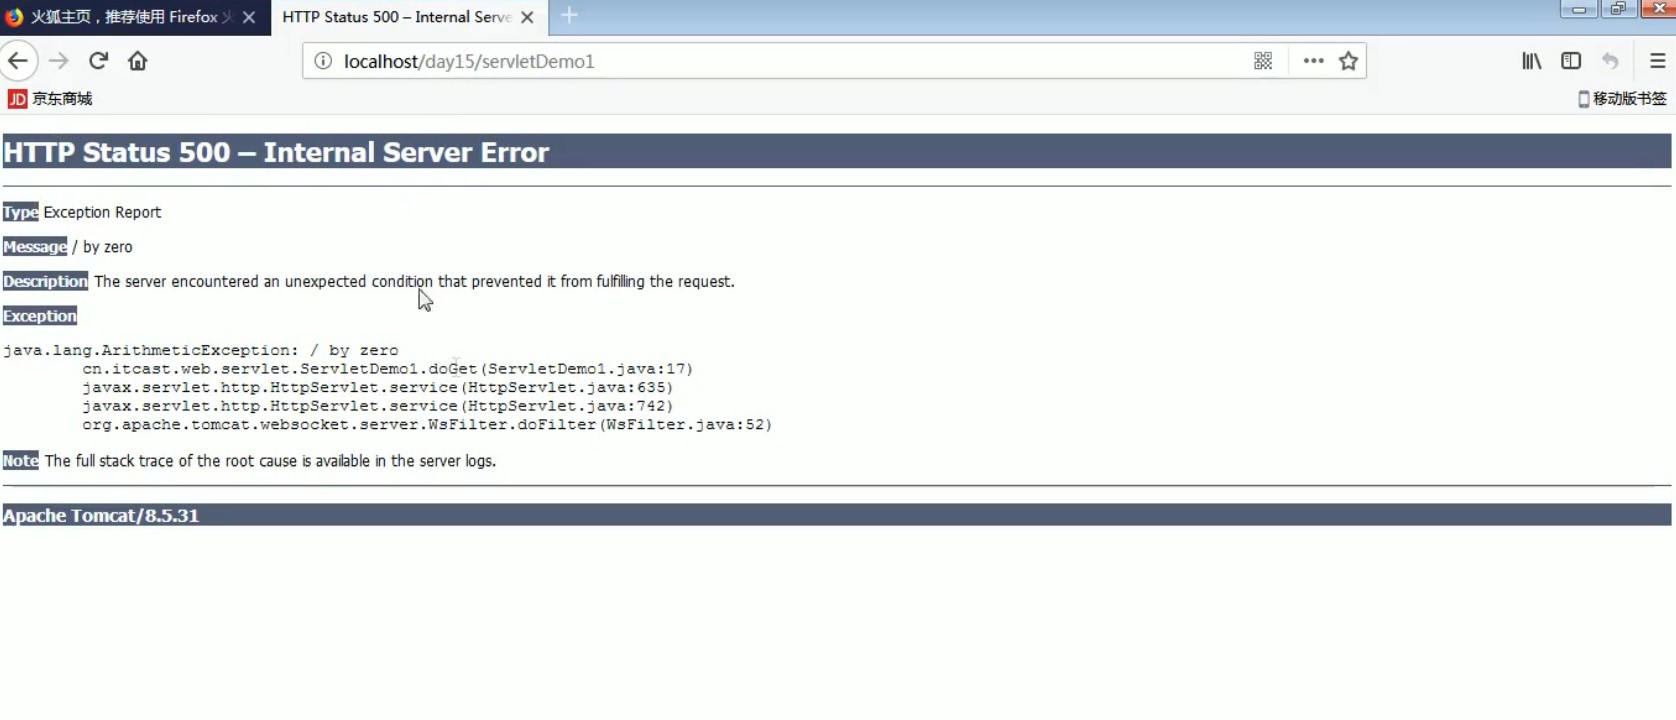 火狐主页，推荐使用 Firefox
HTTP Status 500 – Internal Serve
localhost/day15/servletDemo1
JD 京东商城
移动版书签
HTTP Status 500 – Internal Server Error
Type Exception Report
Message / by zero
Description The server encountered an unexpected condition that prevented it from fulfilling the request.
Exception
java.lang.ArithmeticException: / by zero
cn.itcast.web.servlet.ServletDemo1.doGet(ServletDemo1.java:17)
javax.servlet.http.HttpServlet.service(HttpServlet.java:635)
javax.servlet.http.HttpServlet.service(HttpServlet.java:742)
org.apache.tomcat.websocket.server.WsFilter.doFilter(WsFilter.java:52)
Note The full stack trace of the root cause is available in the server logs.
Apache Tomcat/8.5.31